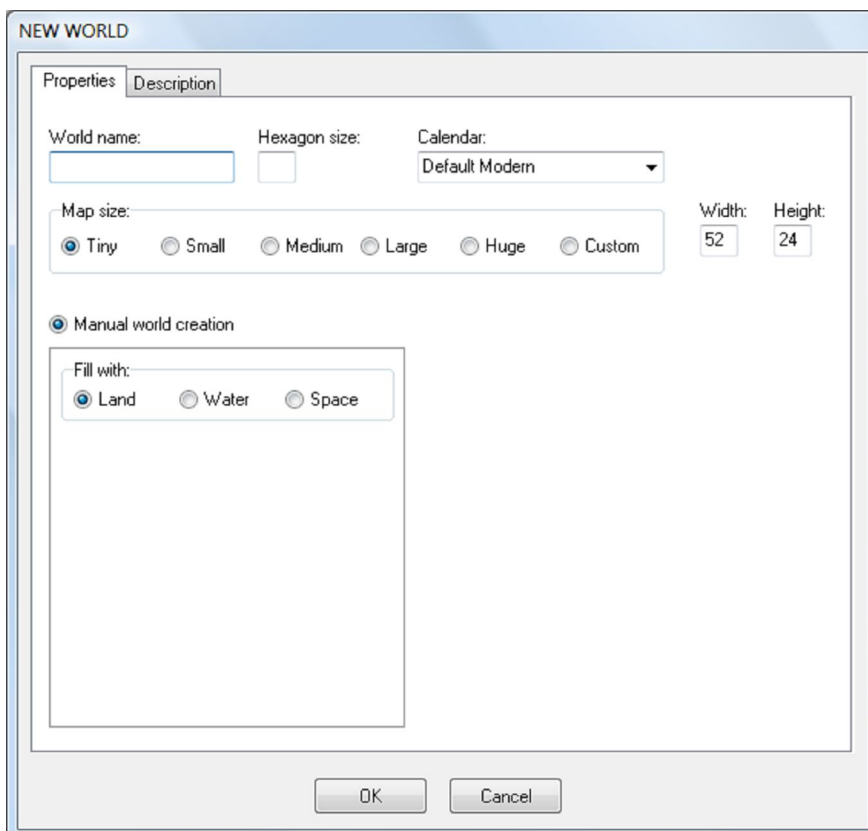 NEW WORLD
Properties Description
World name: Hexagon size: Calendar:
Default Modern
Map size: Width: Height:
Tiny Small Medium Large Huge Custom 52 24
Manual world creation
Fill with:
Land Water Space
OK Cancel